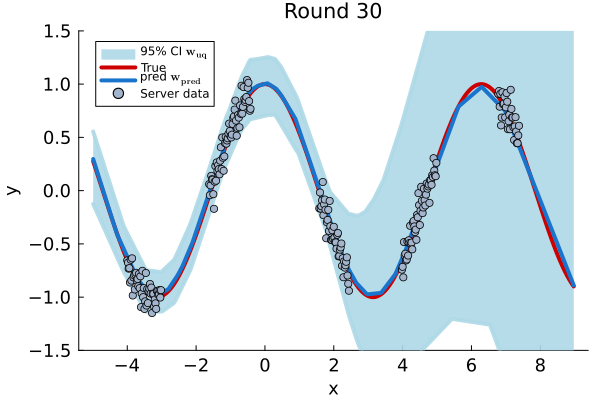 Round 30
95% CI w_uq
True
pred w_pred
Server data
y
1.5
1.0
0.5
0.0
−0.5
−1.0
−1.5
−4 −2 0 2 4 6 8
x